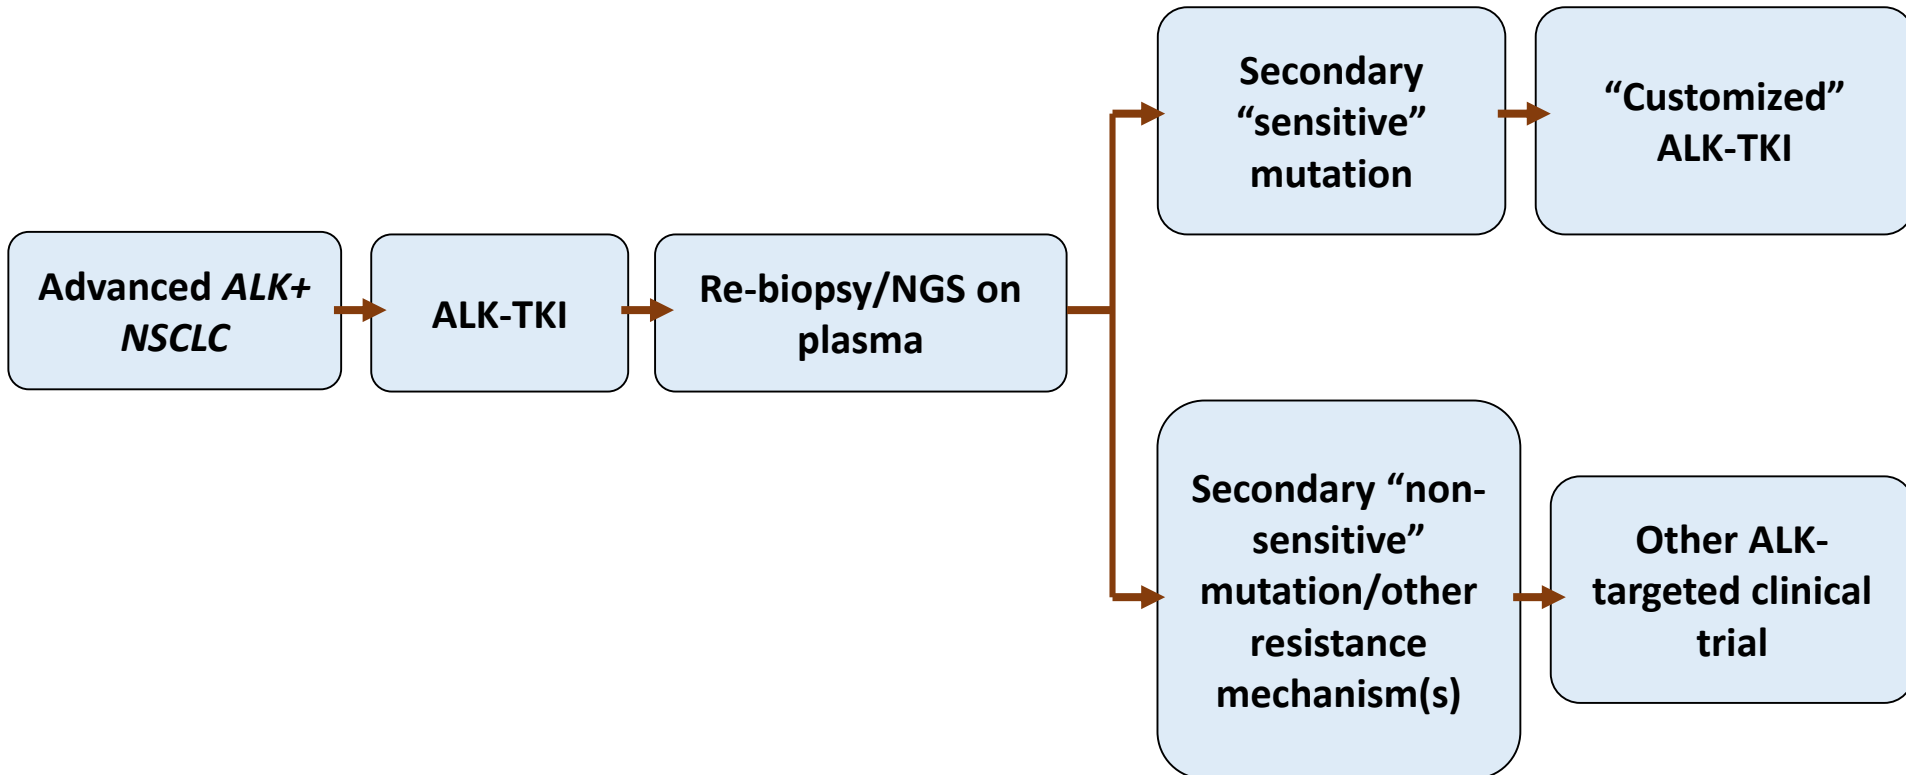 Advanced ALK+
NSCLC
ALK-TKI
Re-biopsy/NGS on
plasma
Secondary
“sensitive”
mutation
“Customized”
ALK-TKI
Secondary “non-
sensitive”
mutation/other
resistance
mechanism(s)
Other ALK-
targeted clinical
trial